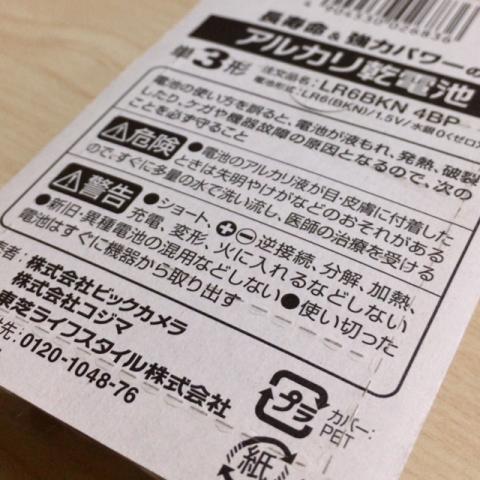 長寿命&強力パワーの
アルカリ乾電池
単3形
注文品名：LR6BKN 4BP
電池形式：LR6(BKN)/1.5V/水銀0(ゼロ)
電池の使い方を誤ると、電池が液もれ、発熱、破裂
したり、ケガや機器故障の原因となるので、次の
ことを必ず守ること
危険
●電池のアルカリ液が目・皮膚に付着した
ときは失明やけがなどのおそれがある
ので、すぐに多量の水で洗い流し、医師の治療を受ける
警告
●ショート、⊕⊖逆接続、分解、加熱、
充電、変形、火に入れるなどしない
●新旧・異種電池の混用などしない●使い切った
電池はすぐに機器から取り出す
売者：株式会社ビックカメラ
株式会社コジマ
東芝ライフスタイル株式会社
先：0120-1048-76
プラ
カバー：
PET
紙